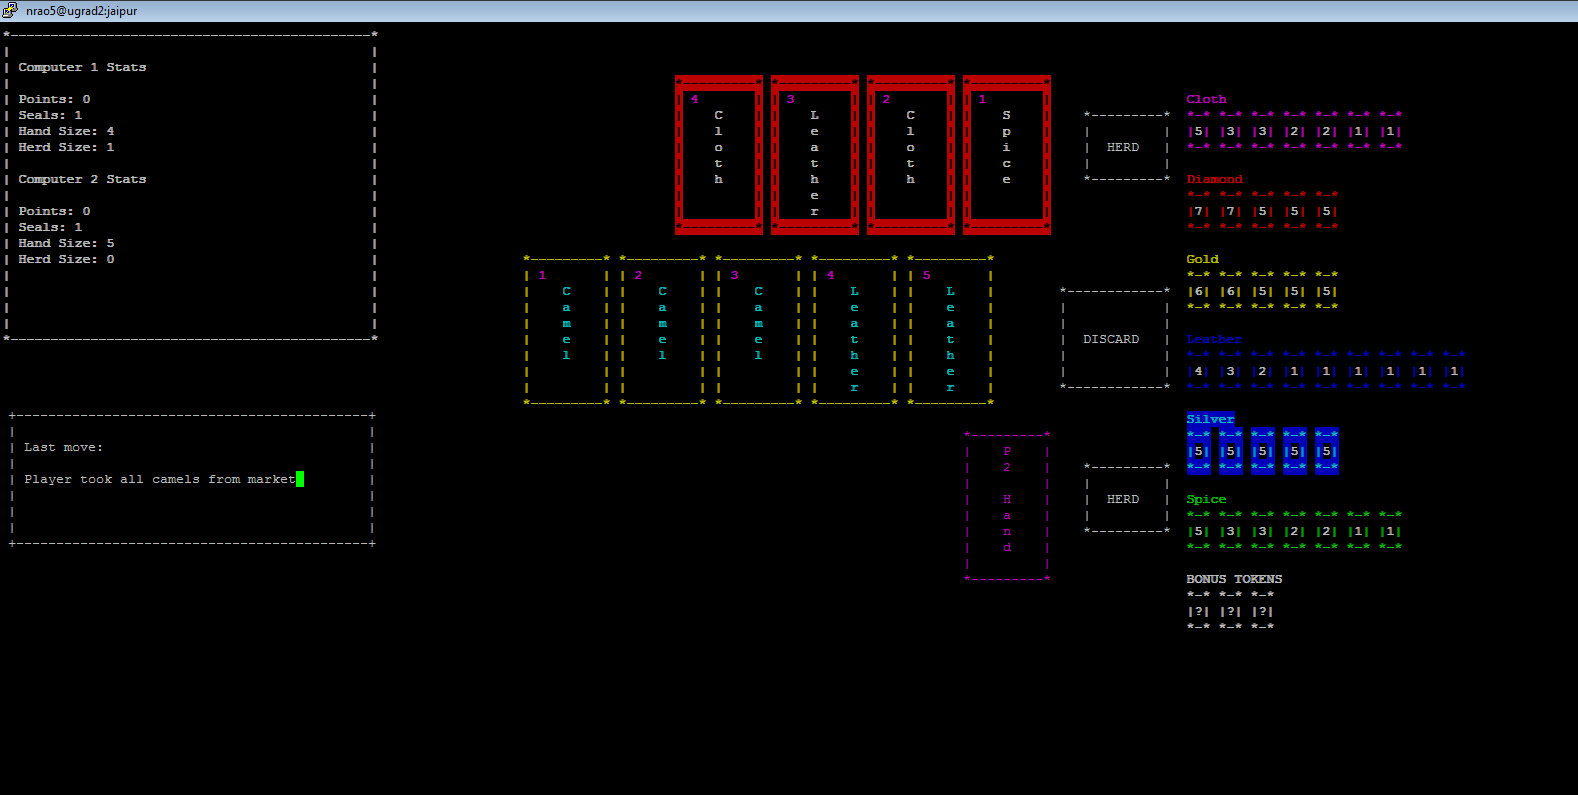 nrao5@ugrad2:jaipur
Computer 1 Stats
Points: 0
Seals: 1
Hand Size: 4
Herd Size: 1
Computer 2 Stats
Points: 0
Seals: 1
Hand Size: 5
Herd Size: 0
Last move:
Player took all camels from market
4 Cloth
3 Leather
2 Cloth
1 Spice
HERD
1 Camel
2 Camel
3 Camel
4 Leather
5 Leather
DISCARD
P2 Hand
HERD
Cloth
|5| |3| |3| |2| |2| |1| |1|
Diamond
|7| |7| |5| |5| |5|
Gold
|6| |6| |5| |5| |5|
Leather
|4| |3| |2| |1| |1| |1| |1| |1| |1|
Silver
|5| |5| |5| |5| |5|
Spice
|5| |3| |3| |2| |2| |1| |1|
BONUS TOKENS
|?| |?| |?|